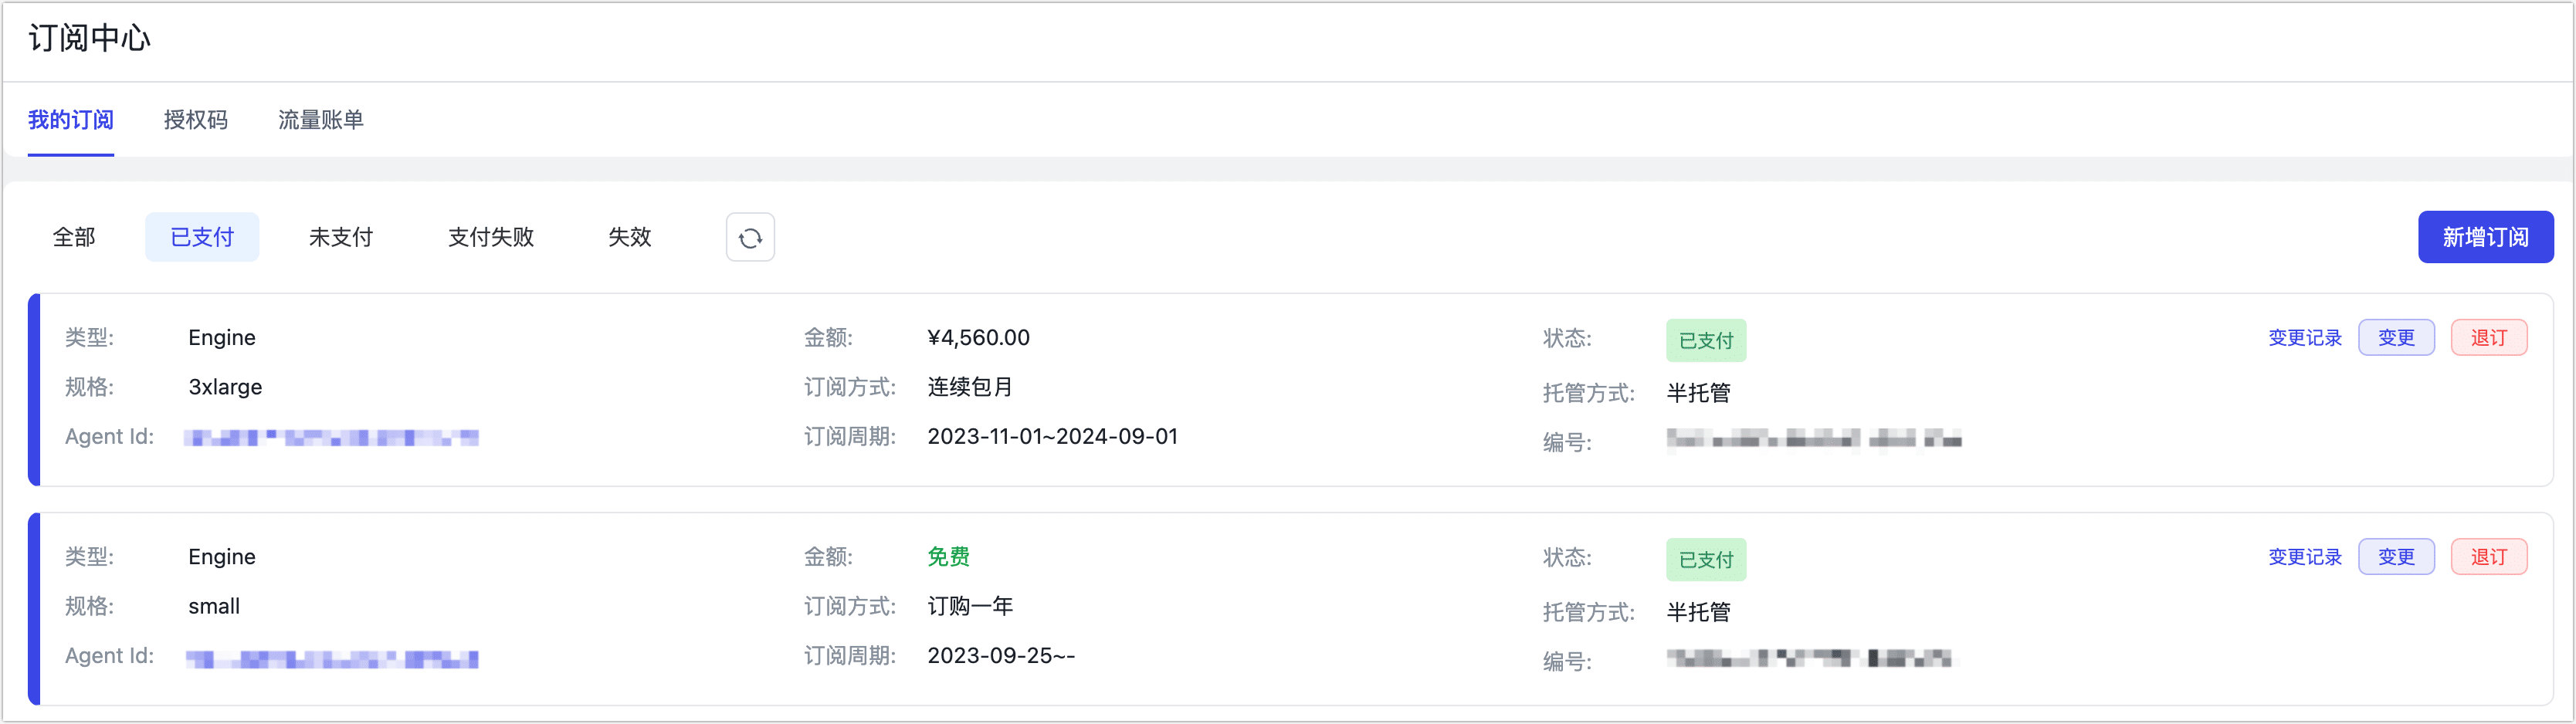 订阅中心
我的订阅 授权码 流量账单
全部 已支付 未支付 支付失败 失效 新增订阅
类型: Engine 金额: ¥4,560.00 状态: 已支付 变更记录 变更 退订
规格: 3xlarge 订阅方式: 连续包月 托管方式: 半托管
Agent Id: 订阅周期: 2023-11-01~2024-09-01 编号:
类型: Engine 金额: 免费 状态: 已支付 变更记录 变更 退订
规格: small 订阅方式: 订购一年 托管方式: 半托管
Agent Id: 订阅周期: 2023-09-25~- 编号: